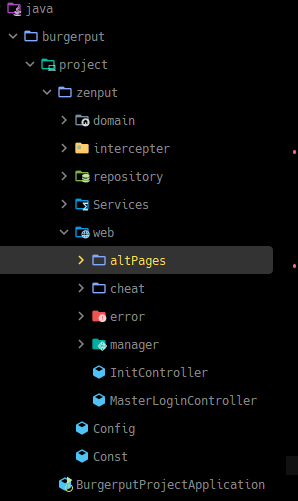 java
burgerput
project
zenput
domain
intercepter
repository
Services
web
altPages
cheat
error
manager
InitController
MasterLoginController
Config
Const
BurgerputProjectApplication